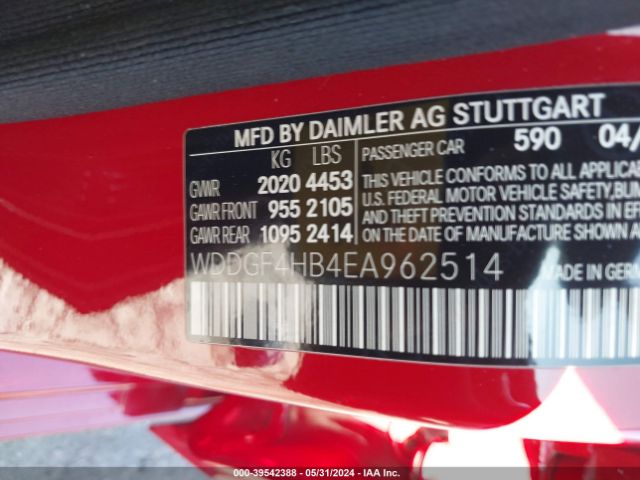 MFD BY DAIMLER AG STUTTGART
KG LBS
PASSENGER CAR 590 04/
GVWR 2020 4453
GAWR FRONT 955 2105
GAWR REAR 1095 2414
THIS VEHICLE CONFORMS TO ALL APPLICA
U.S. FEDERAL MOTOR VEHICLE SAFETY, BU
AND THEFT PREVENTION STANDARDS IN EF
ON THE DATE OF MANUFACTURE SHOWN A
WDDGF4HB4EA962514
MADE IN GER
000-39542388 - 05/31/2024 - IAA Inc.